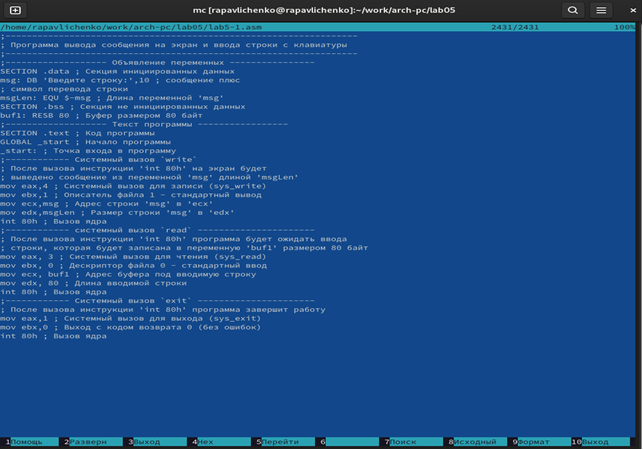 mc [rapavlichenko@rapavlichenko]:~/work/arch-pc/lab05
/home/rapavlichenko/work/arch-pc/lab05/lab5-1.asm 2431/2431 100%
;------------------------------------------------------------------
; Программа вывода сообщения на экран и ввода строки с клавиатуры
;------------------------------------------------------------------
;------------------- Объявление переменных ----------------
SECTION .data ; Секция инициированных данных
msg: DB 'Введите строку:',10 ; сообщение плюс
; символ перевода строки
msgLen: EQU $-msg ; Длина переменной 'msg'
SECTION .bss ; Секция не инициированных данных
buf1: RESB 80 ; Буфер размером 80 байт
;------------------- Текст программы -----------------
SECTION .text ; Код программы
GLOBAL _start ; Начало программы
_start: ; Точка входа в программу
;------------ Cистемный вызов `write`
; После вызова инструкции 'int 80h' на экран будет
; выведено сообщение из переменной 'msg' длиной 'msgLen'
mov eax,4 ; Системный вызов для записи (sys_write)
mov ebx,1 ; Описатель файла 1 - стандартный вывод
mov ecx,msg ; Адрес строки 'msg' в 'ecx'
mov edx,msgLen ; Размер строки 'msg' в 'edx'
int 80h ; Вызов ядра
;------------ системный вызов `read` ----------------------
; После вызова инструкции 'int 80h' программа будет ожидать ввода
; строки, которая будет записана в переменную 'buf1' размером 80 байт
mov eax, 3 ; Системный вызов для чтения (sys_read)
mov ebx, 0 ; Дескриптор файла 0 - стандартный ввод
mov ecx, buf1 ; Адрес буфера под вводимую строку
mov edx, 80 ; Длина вводимой строки
int 80h ; Вызов ядра
;------------ Системный вызов `exit` ----------------------
; После вызова инструкции 'int 80h' программа завершит работу
mov eax,1 ; Системный вызов для выхода (sys_exit)
mov ebx,0 ; Выход с кодом возврата 0 (без ошибок)
int 80h ; Вызов ядра
1Помощь 2Разверн 3Выход 4Hex 5Перейти 6 7Поиск 8Исходный 9Формат 10Выход